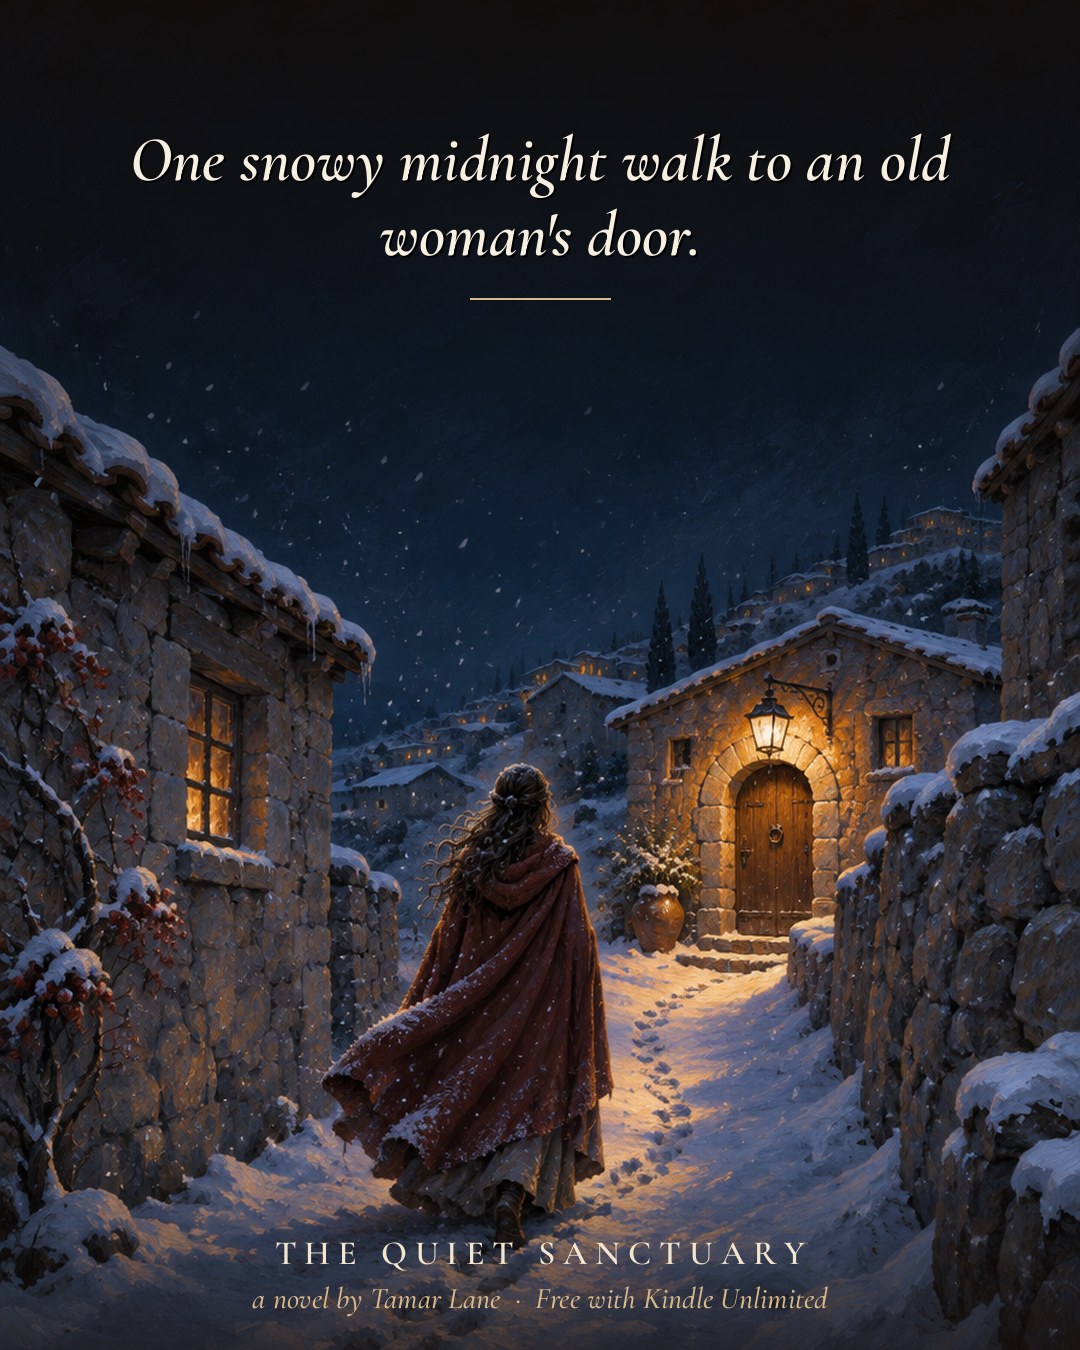 One snowy midnight walk to an old
woman's door.
THE QUIET SANCTUARY
a novel by Tamar Lane · Free with Kindle Unlimited